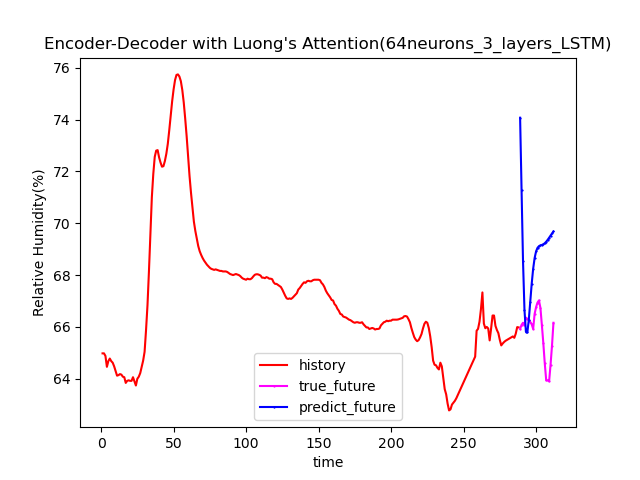 Encoder-Decoder with Luong's Attention(64neurons_3_layers_LSTM)
Relative Humidity(%)
76
74
72
70
68
66
64
history
true_future
predict_future
0 50 100 150 200 250 300
time